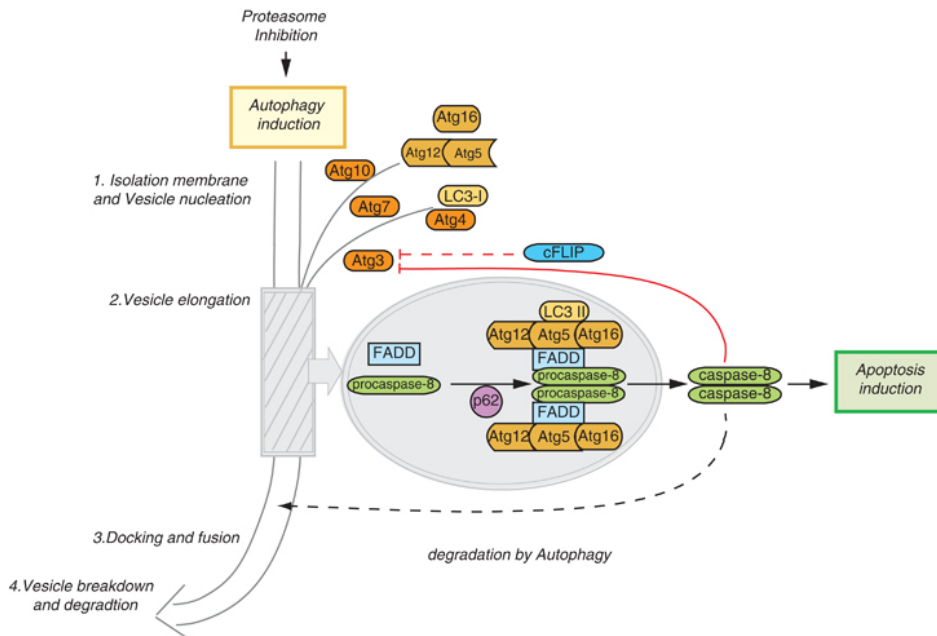 Proteasome
Inhibition
Autophagy
induction
Atg16
Atg12 Atg5
Atg10
1. Isolation membrane
and Vesicle nucleation
LC3-I
Atg7
Atg4
Atg3
cFLIP
2.Vesicle elongation
LC3 II
Atg12 Atg5 Atg16
FADD
FADD
procaspase-8
procaspase-8
procaspase-8
p62
FADD
Atg12 Atg5 Atg16
caspase-8
caspase-8
Apoptosis
induction
3.Docking and fusion
degradation by Autophagy
4.Vesicle breakdown
and degradtion